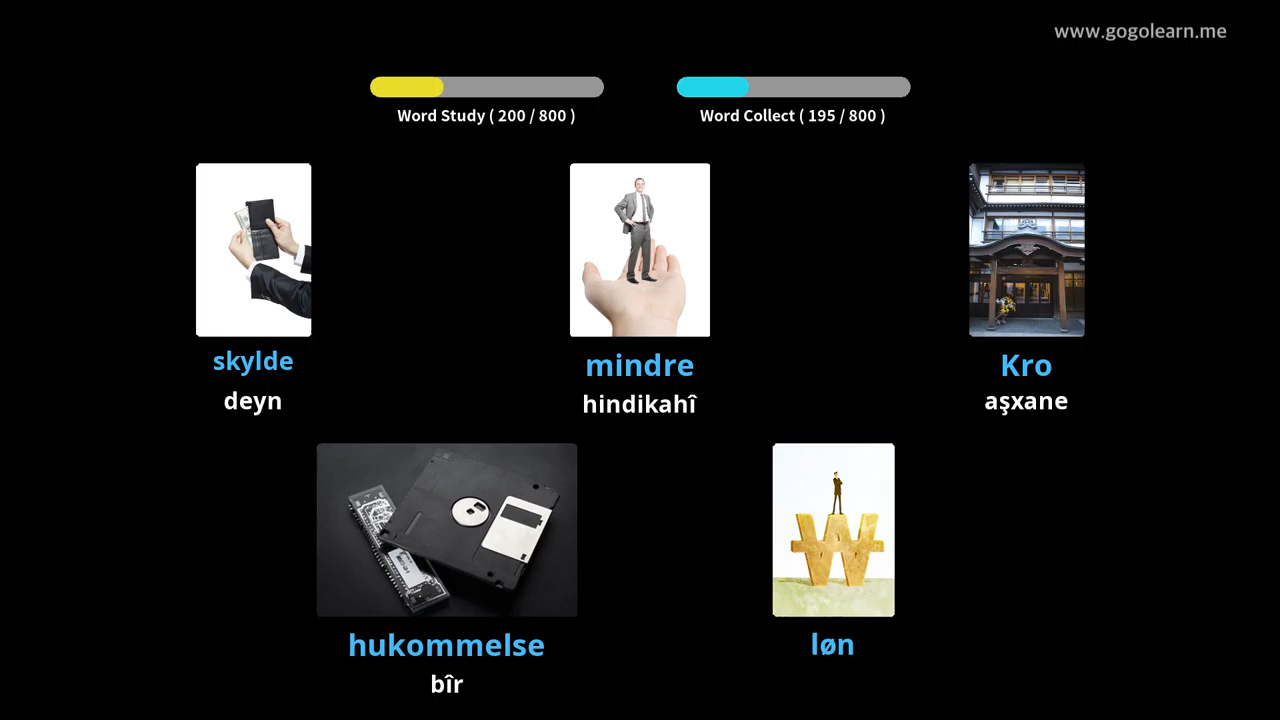 www.gogolearn.me
Word Study ( 200 / 800 )
Word Collect ( 195 / 800 )
skylde
deyn
mindre
hindikahî
Kro
aşxane
hukommelse
bîr
løn